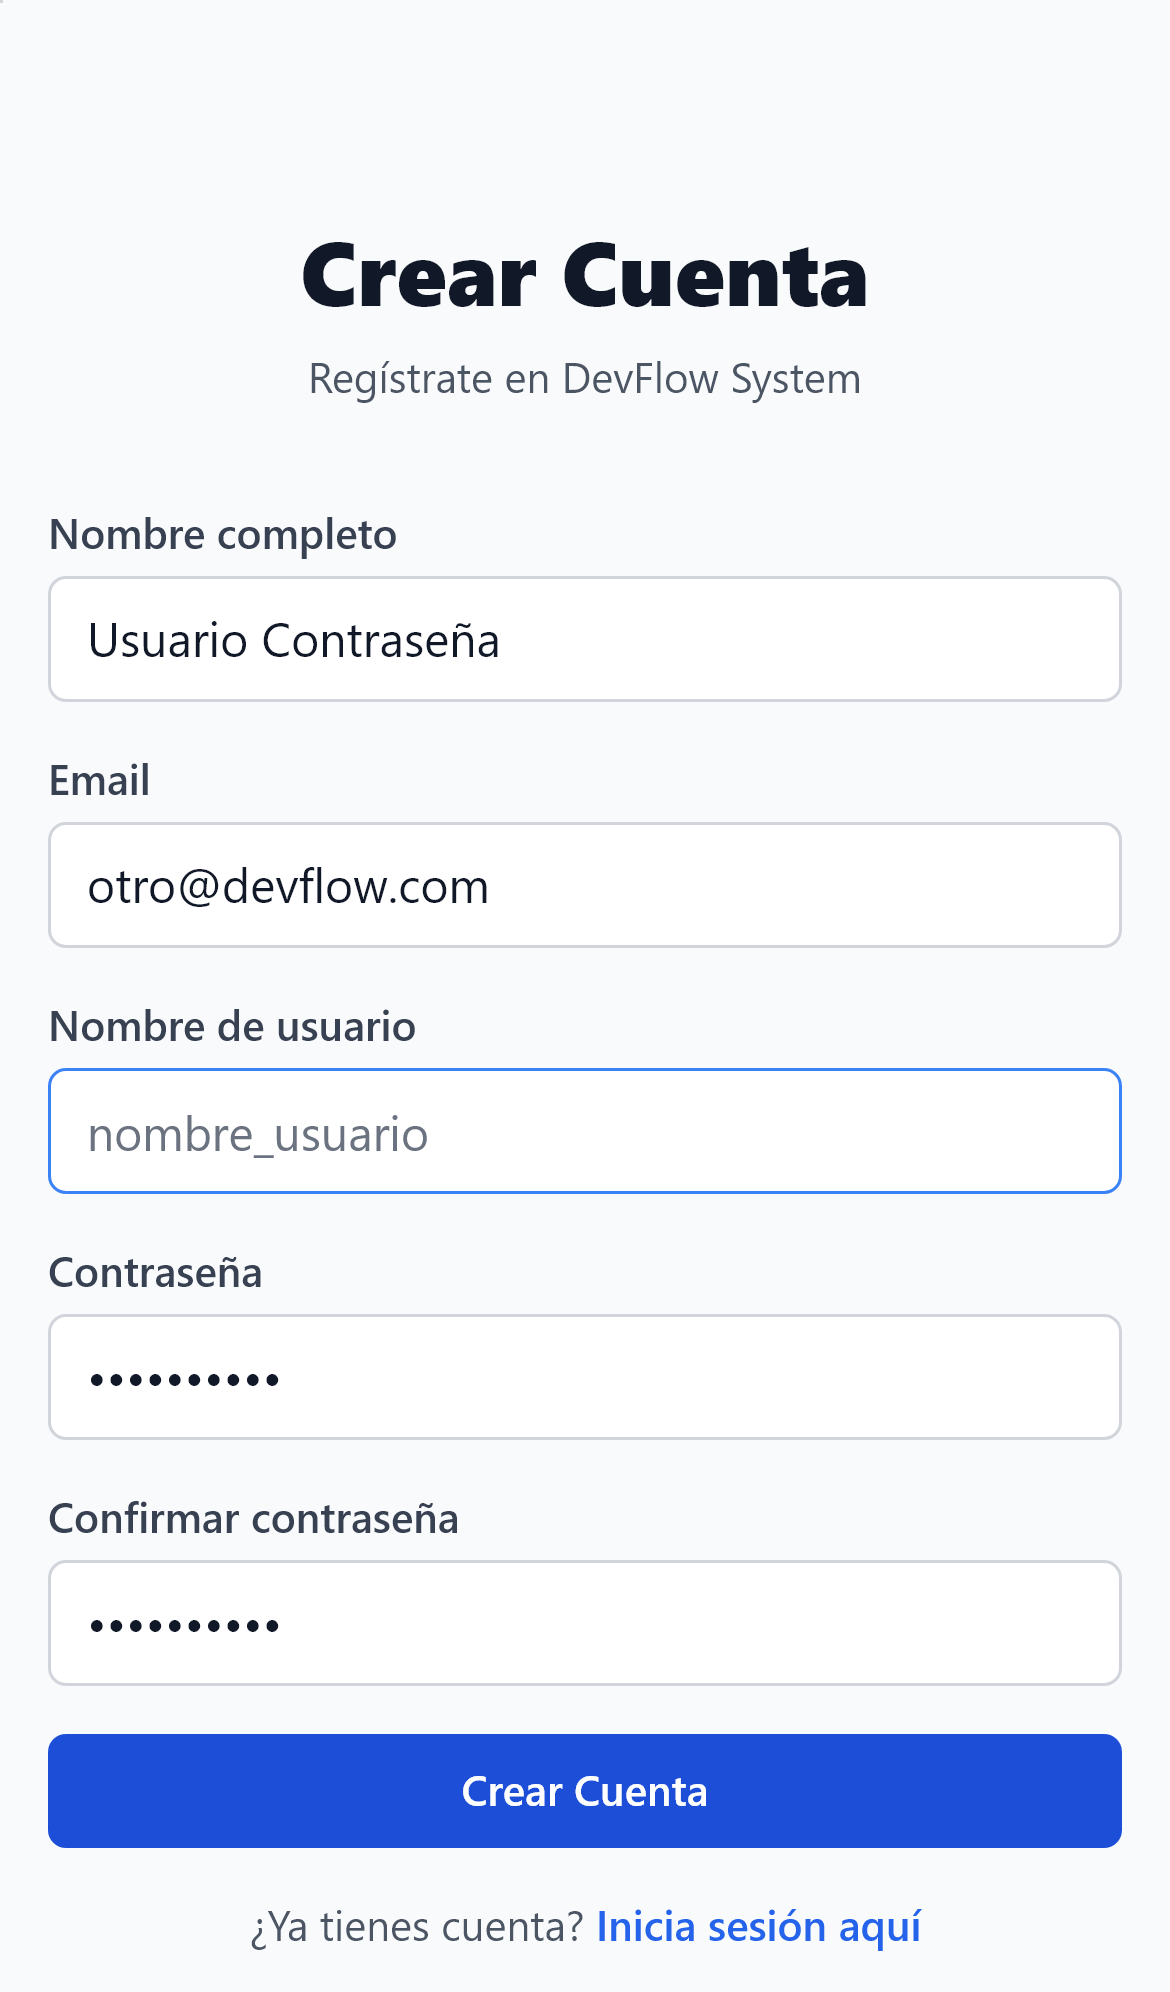 Crear Cuenta
Regístrate en DevFlow System
Nombre completo
Usuario Contraseña
Email
otro@devflow.com
Nombre de usuario
nombre_usuario
Contraseña
••••••••••
Confirmar contraseña
••••••••••
Crear Cuenta
¿Ya tienes cuenta? Inicia sesión aquí